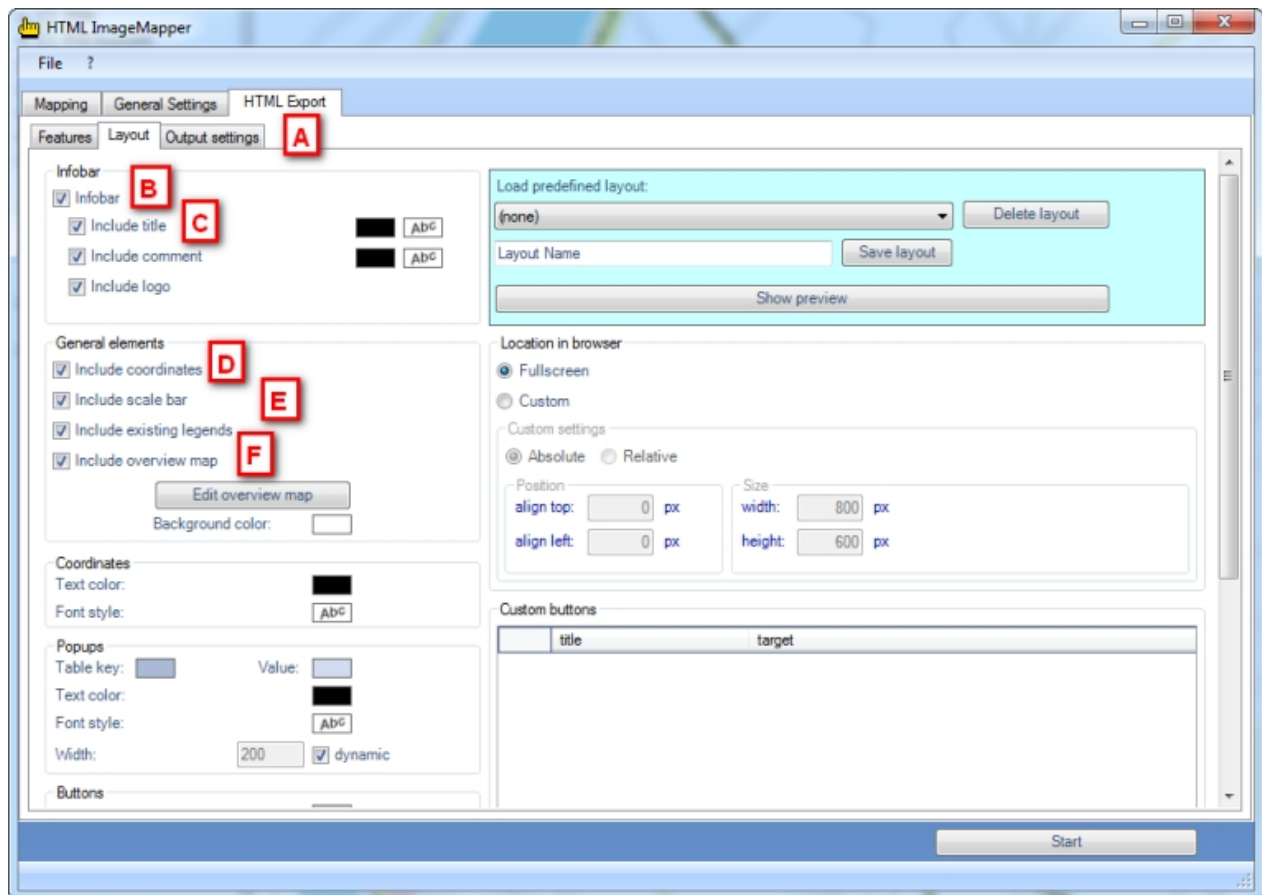 HTML ImageMapper
File ?
Mapping General Settings HTML Export
Features Layout Output settings A
Infobar
Infobar B
Include title C AbC
Include comment AbC
Include logo
Load predefined layout:
(none) Delete layout
Layout Name Save layout
Show preview
General elements
Include coordinates D
Include scale bar E
Include existing legends
Include overview map F
Edit overview map
Background color:
Location in browser
Fullscreen
Custom
Custom settings
Absolute Relative
Position
align top: 0 px
align left: 0 px
Size
width: 800 px
height: 600 px
Coordinates
Text color:
Font style: AbC
Popups
Table key: Value:
Text color:
Font style: AbC
Width: 200 dynamic
Buttons
Custom buttons
title target
Start